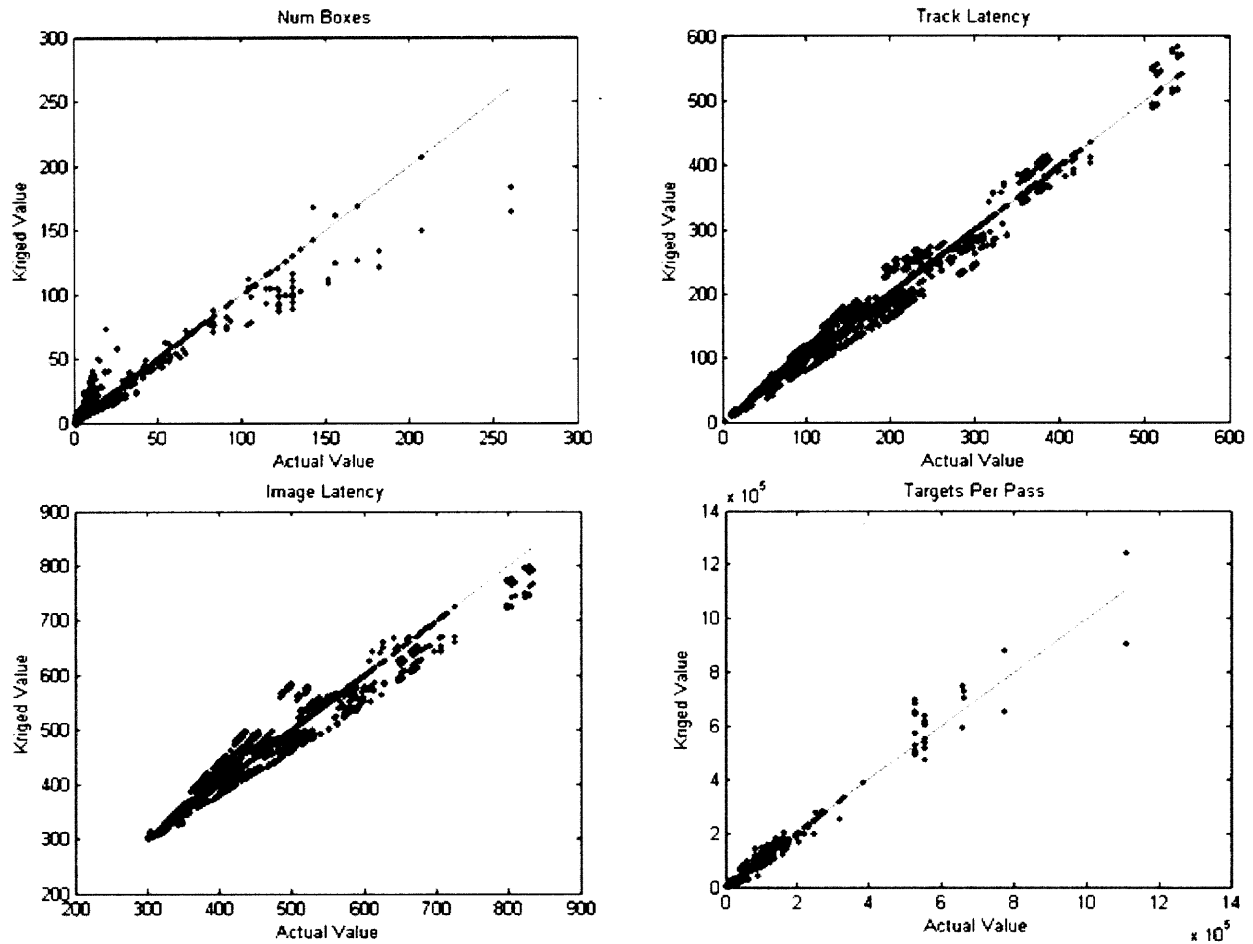 Num Boxes
300
250
200
150
100
50
0
0 50 100 150 200 250 300
Kriged Value
Actual Value
Track Latency
600
500
400
300
200
100
0
0 100 200 300 400 500 600
Kriged Value
Actual Value
Image Latency
900
800
700
600
500
400
300
200
200 300 400 500 600 700 800 900
Kriged Value
Actual Value
Targets Per Pass
x 10^5
14
12
10
8
6
4
2
0
0 2 4 6 8 10 12 14
Kriged Value
Actual Value
x 10^5